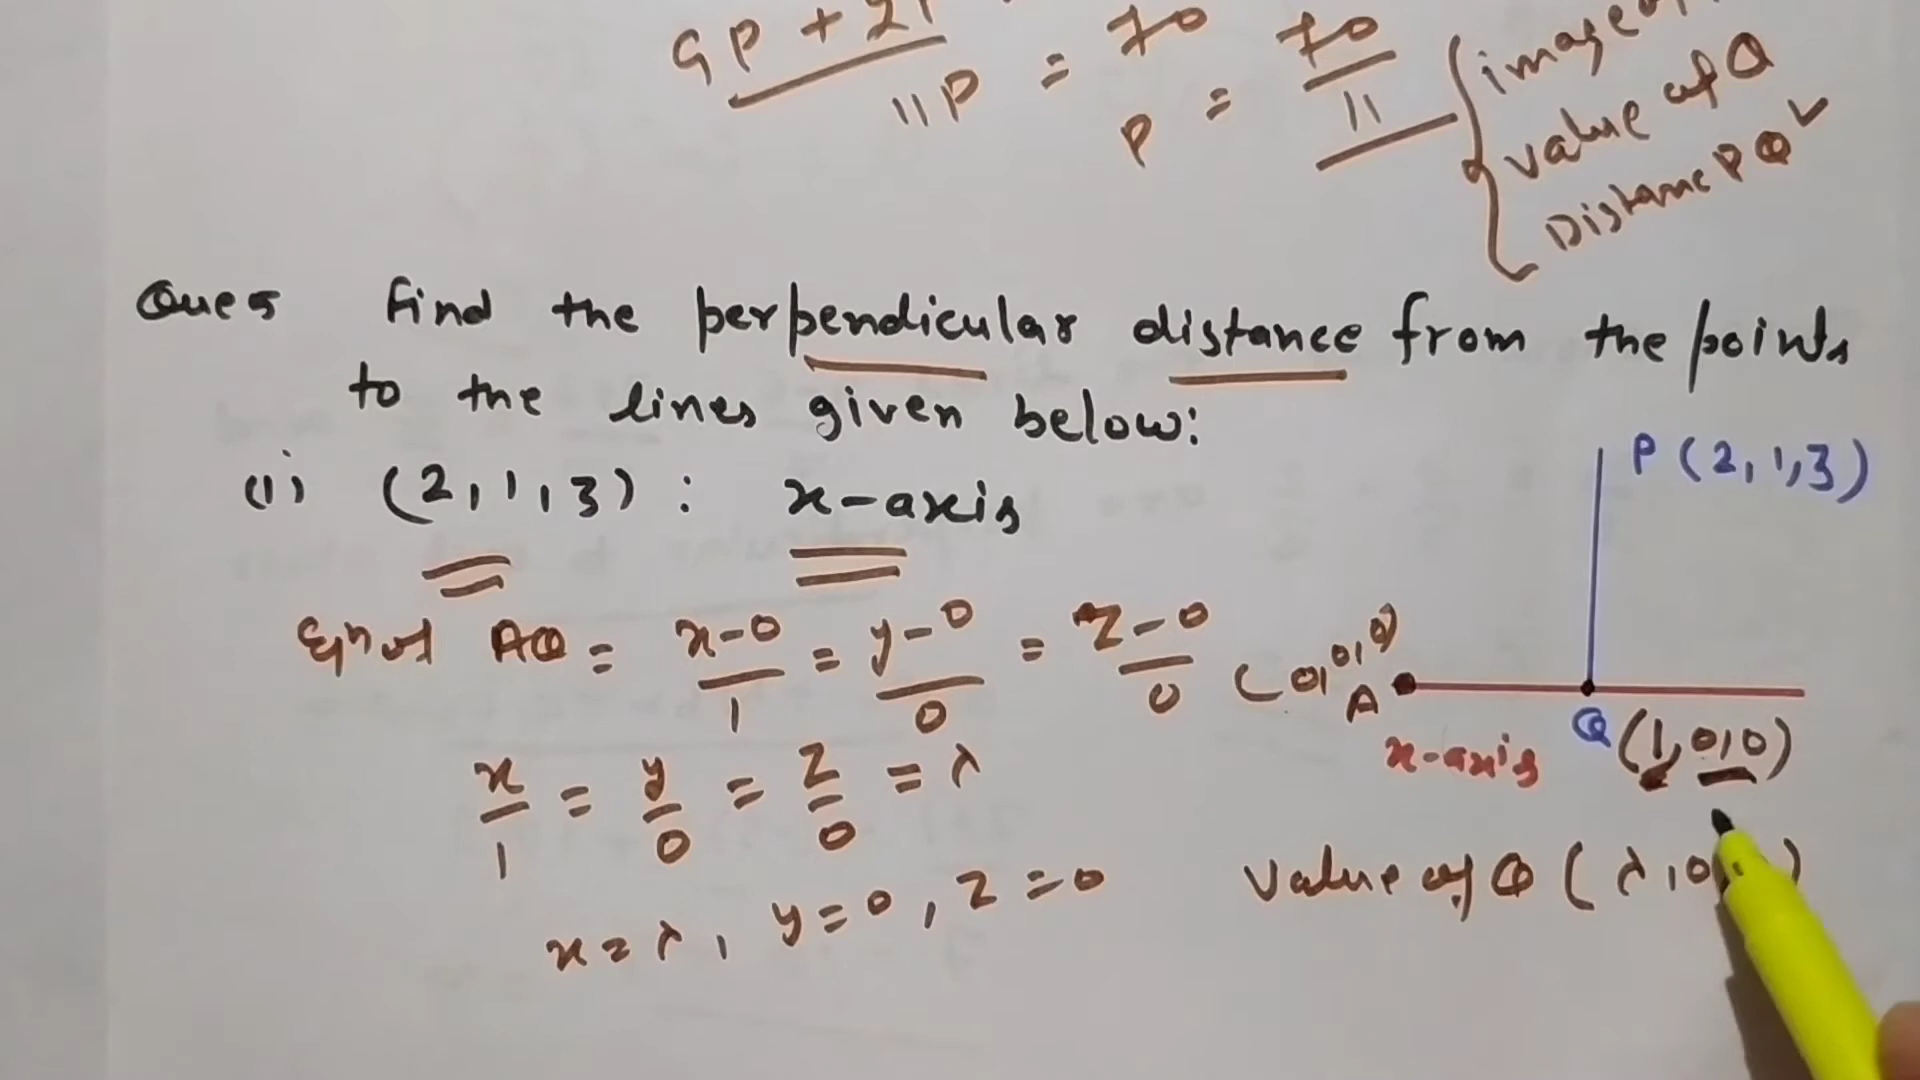 9P + 21
11P = 70
P = 70/11
image of
value of Q
Distance PQ ✓
Ques Find the perpendicular distance from the points
to the lines given below:
(i) (2,1,3) : x-axis
P (2,1,3)
Eqn of AQ = x-0/1 = y-0/0 = z-0/0
(0,0,0)
A
x-axis
Q (1,0,0)
x/1 = y/0 = z/0 = λ
x = λ, y = 0, z = 0
value of Q (λ,0, )